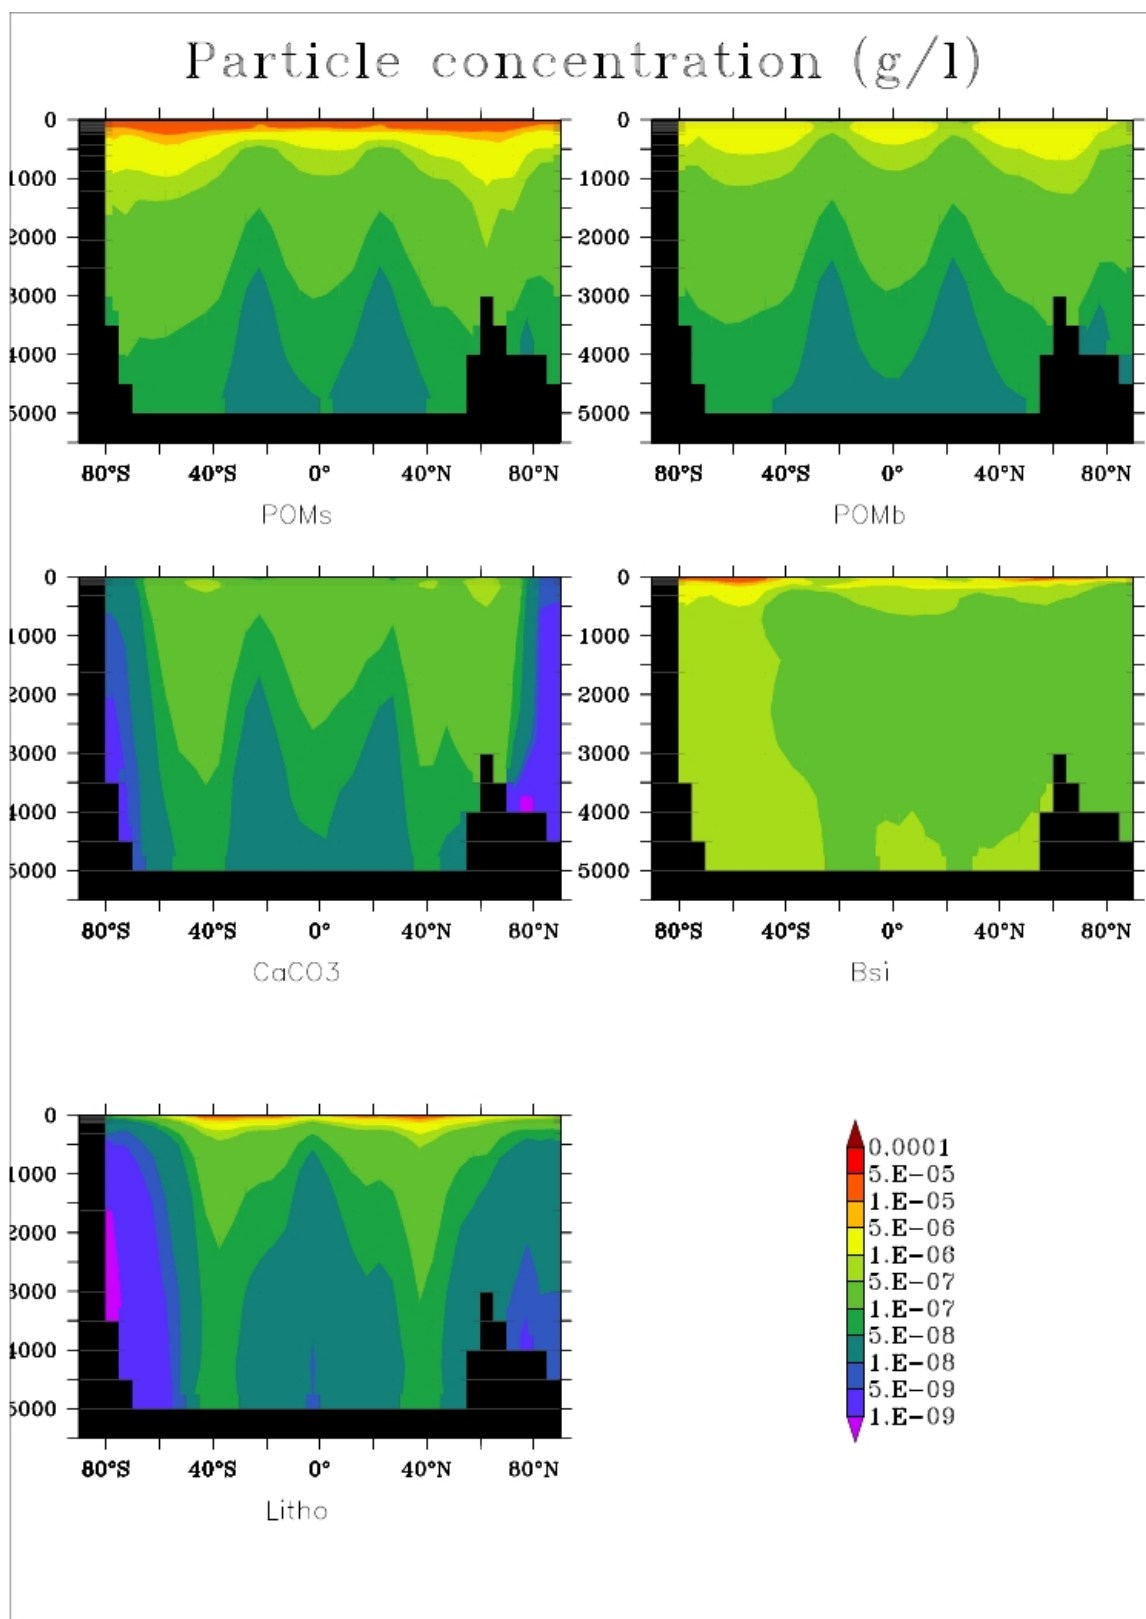 Particle concentration (g/l)
0 0
1000 1000
2000 2000
3000 3000
4000 4000
5000 5000
80°S 40°S 0° 40°N 80°N 80°S 40°S 0° 40°N 80°N
POMs POMb
0 0
1000 1000
2000 2000
3000 3000
4000 4000
5000 5000
80°S 40°S 0° 40°N 80°N 80°S 40°S 0° 40°N 80°N
CaCO3 Bsi
0
1000
2000
3000
4000
5000
80°S 40°S 0° 40°N 80°N
Litho
0.0001
5.E−05
1.E−05
5.E−06
1.E−06
5.E−07
1.E−07
5.E−08
1.E−08
5.E−09
1.E−09